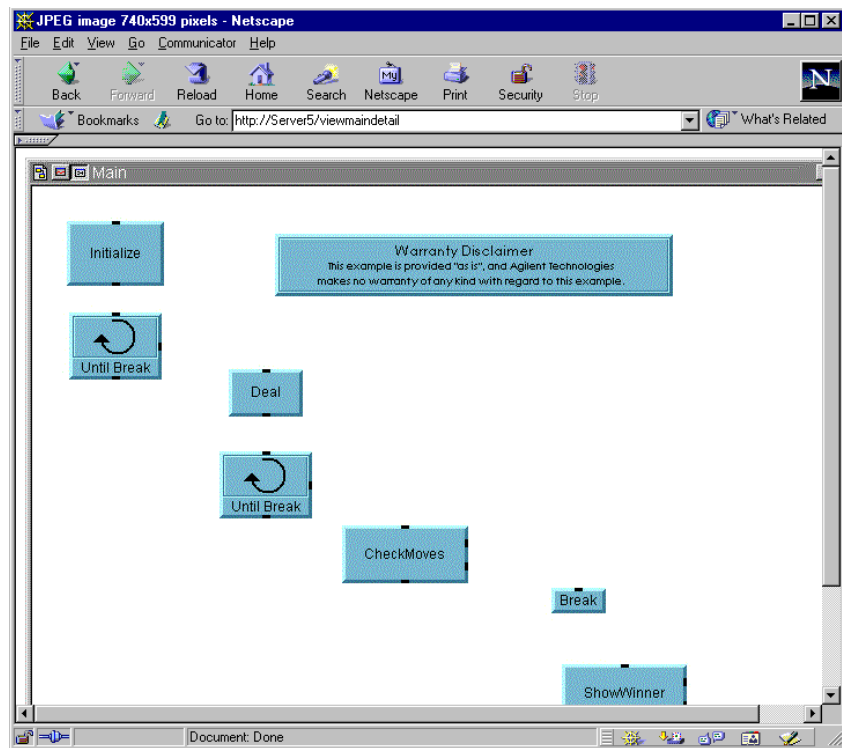 JPEG image 740x599 pixels - Netscape
File Edit View Go Communicator Help
My
N
Back Forward Reload Home Search Netscape Print Security Stop
Bookmarks Go to: http://Server5/viewmaindetail What's Related
Main
Initialize
Warranty Disclaimer
This example is provided "as is", and Agilent Technologies
makes no warranty of any kind with regard to this example.
Until Break
Deal
Until Break
CheckMoves
Break
ShowWinner
Document: Done